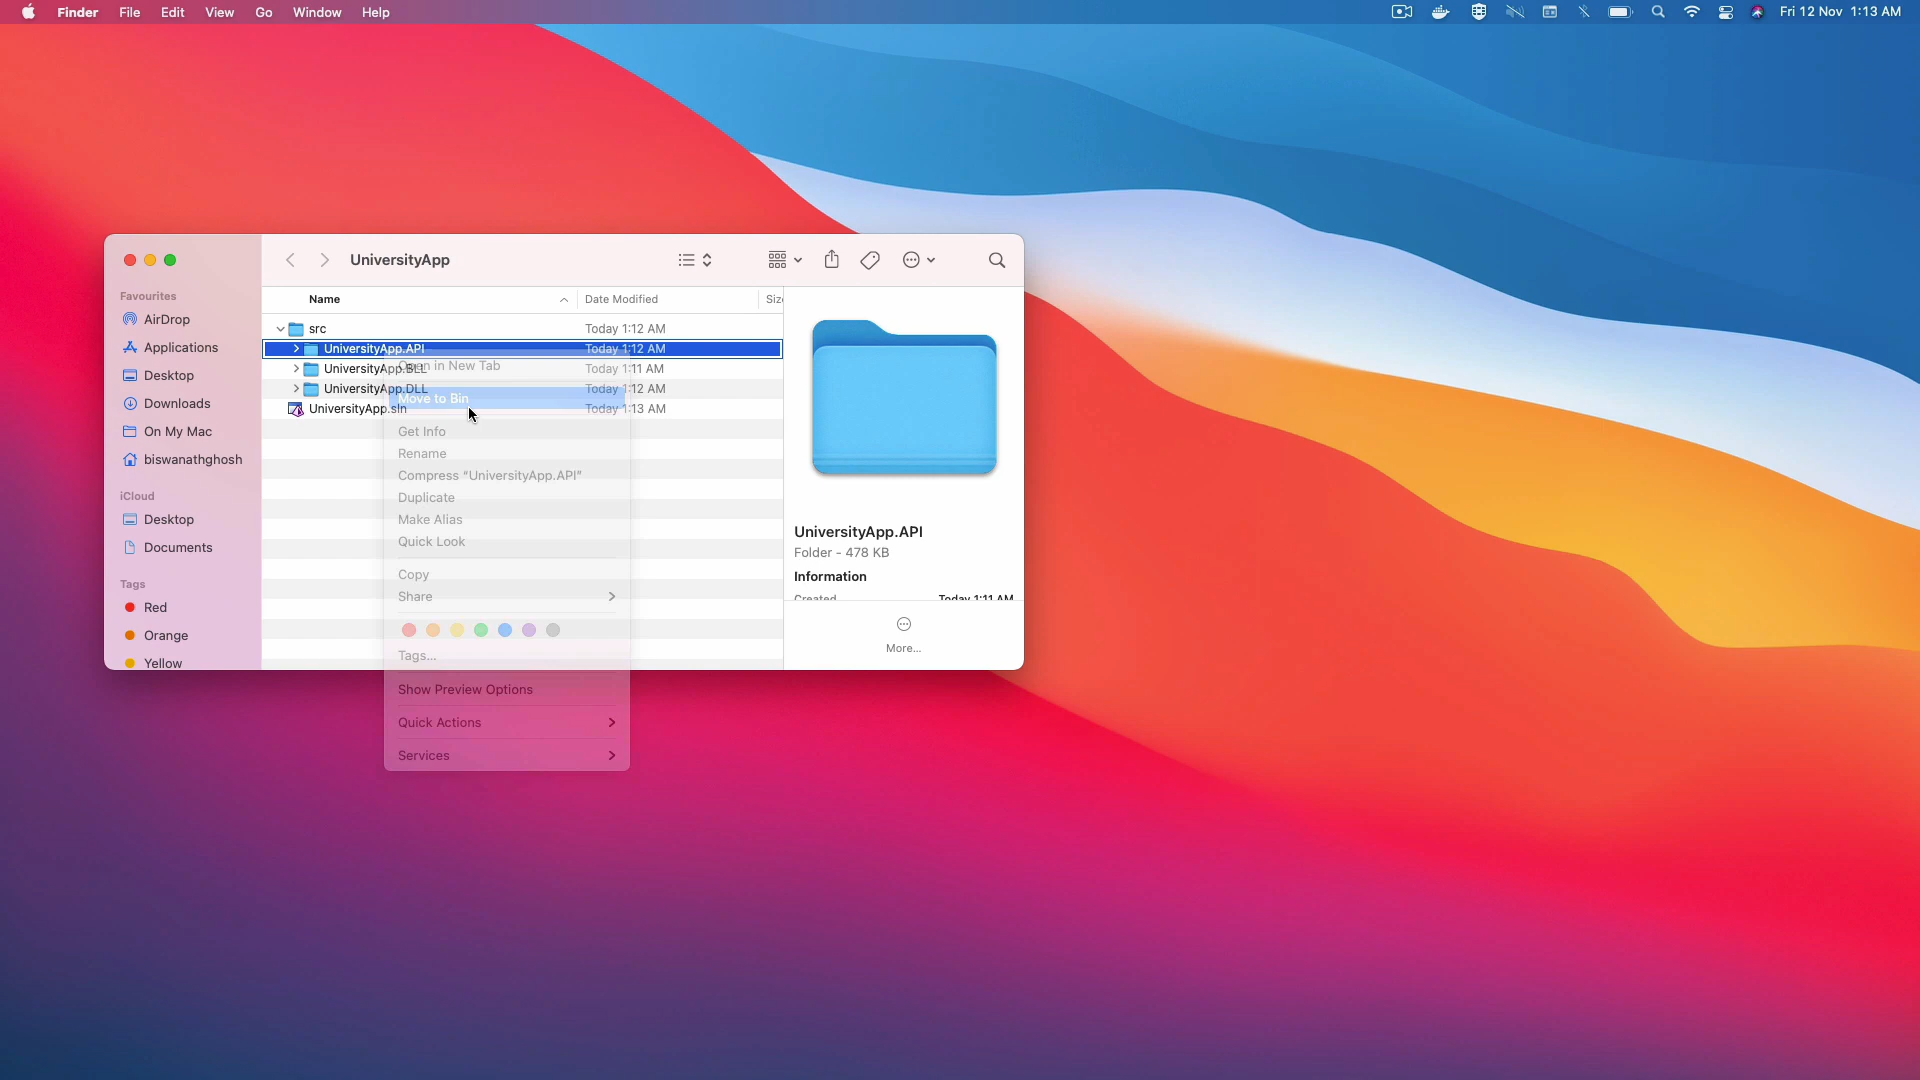 Finder File Edit View Go Window Help Fri 12 Nov 1:13 AM
UniversityApp
Favourites
AirDrop
Applications
Desktop
Downloads
On My Mac
biswanathghosh
iCloud
Desktop
Documents
Tags
Red
Orange
Yellow
Name Date Modified Siz
src Today 1:12 AM
UniversityApp.API Today 1:12 AM
UniversityApp.BLL Today 1:11 AM
UniversityApp.DLL Today 1:12 AM
UniversityApp.sln Today 1:13 AM
Open in New Tab
Move to Bin
Get Info
Rename
Compress “UniversityApp.API”
Duplicate
Make Alias
Quick Look
Copy
Share
Tags...
Show Preview Options
Quick Actions
Services
UniversityApp.API
Folder - 478 KB
Information
Created Today 1:11 AM
More...